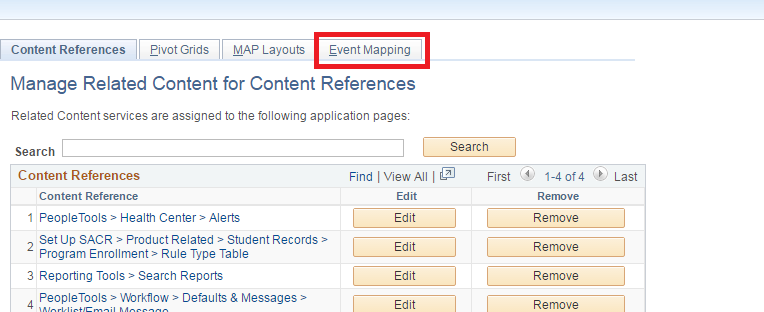 Content References Pivot Grids MAP Layouts Event Mapping
Manage Related Content for Content References
Related Content services are assigned to the following application pages:
Search Search
Content References Find | View All | First 1-4 of 4 Last
Content Reference Edit Remove
1 PeopleTools > Health Center > Alerts Edit Remove
2 Set Up SACR > Product Related > Student Records >
Program Enrollment > Rule Type Table Edit Remove
3 Reporting Tools > Search Reports Edit Remove
4 PeopleTools > Workflow > Defaults & Messages >
Worklist/Email Message Edit Remove